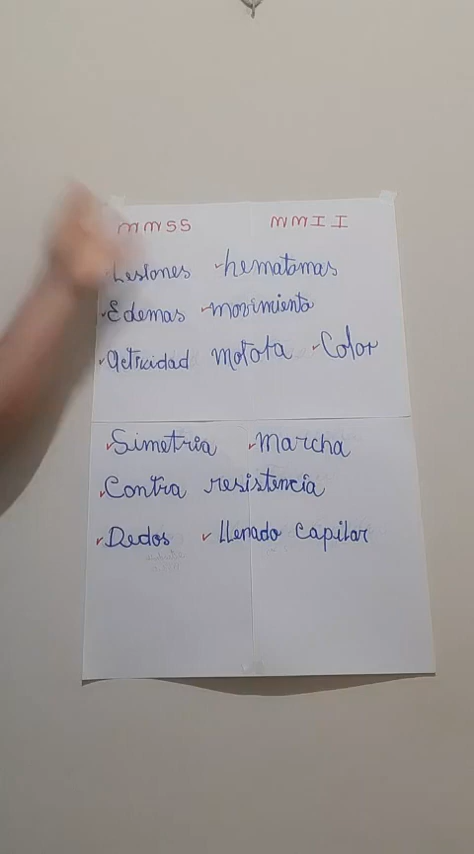 MMSS MMII
Lesiones hematomas
Edemas movimiento
actividad motota Color
Simetria Marcha
Contra resistencia
Dedos llenado capilar